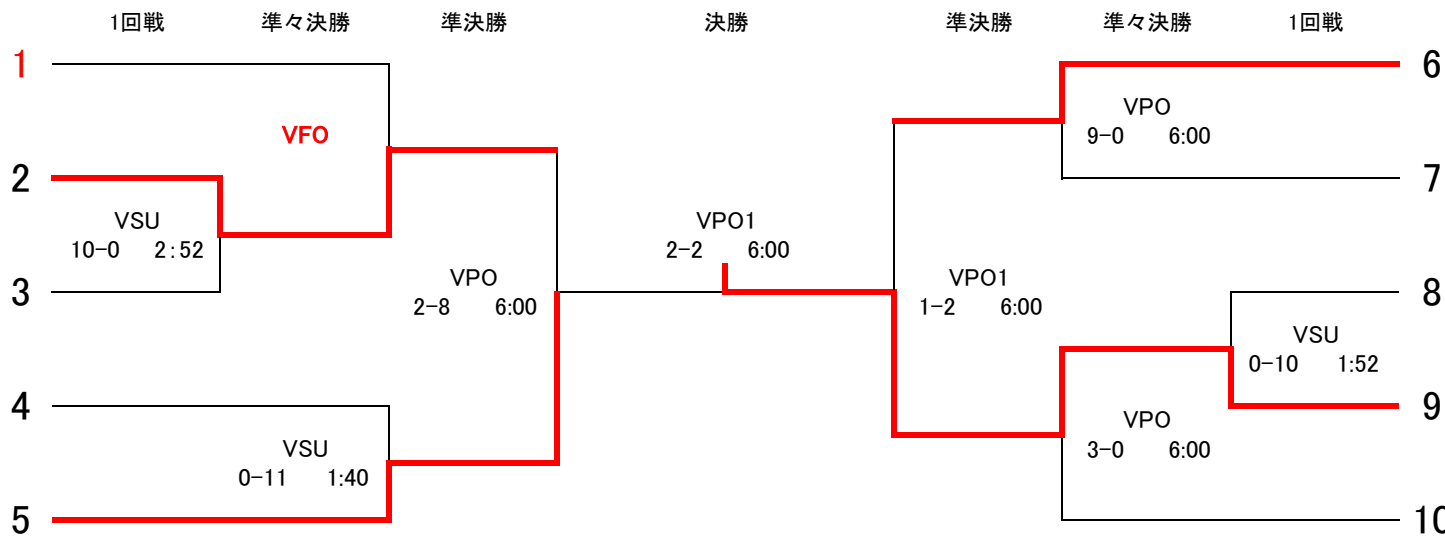 1回戦 準々決勝 準決勝 決勝 準決勝 準々決勝 1回戦
1 6
VPO
VFO 9-0 6:00
2 7
VSU VPO1
10-0 2:52 2-2 6:00
VPO VPO1
3 8
2-8 6:00 1-2 6:00
VSU
0-10 1:52
4 9
VPO
VSU 3-0 6:00
0-11 1:40
5 10